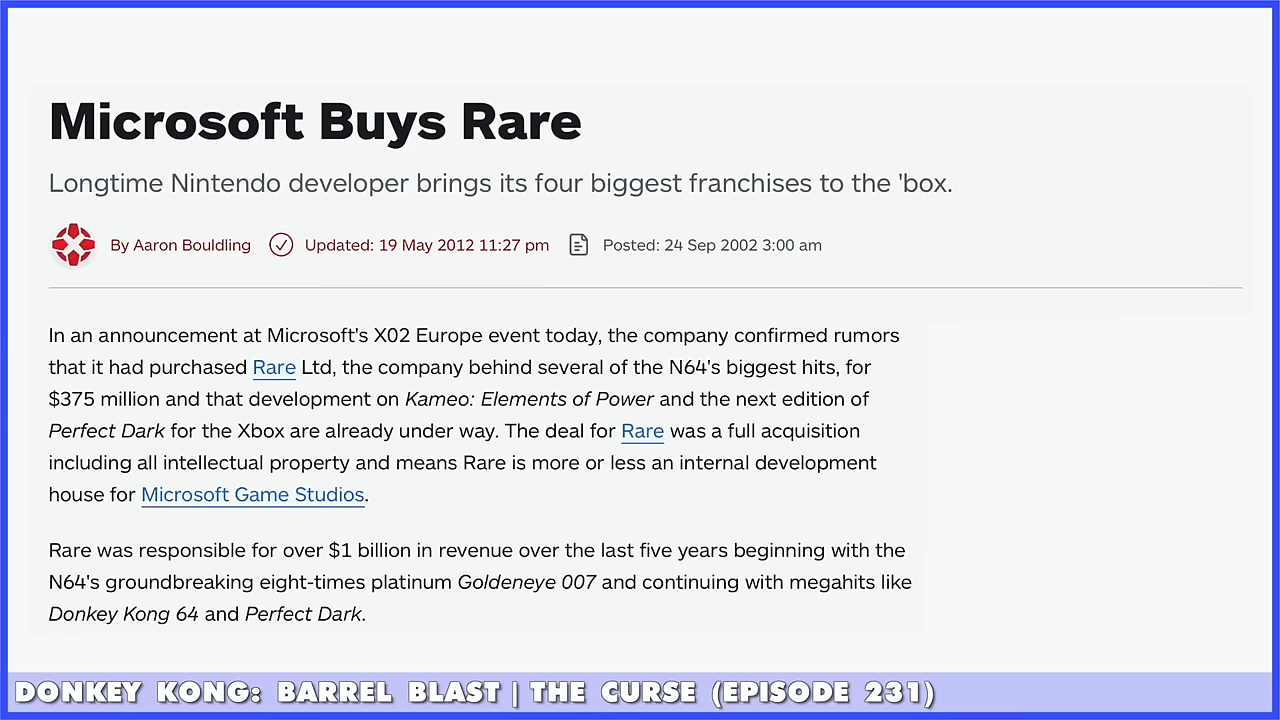 Microsoft Buys Rare
Longtime Nintendo developer brings its four biggest franchises to the 'box.
By Aaron Bouldling Updated: 19 May 2012 11:27 pm Posted: 24 Sep 2002 3:00 am
In an announcement at Microsoft's X02 Europe event today, the company confirmed rumors
that it had purchased Rare Ltd, the company behind several of the N64's biggest hits, for
$375 million and that development on Kameo: Elements of Power and the next edition of
Perfect Dark for the Xbox are already under way. The deal for Rare was a full acquisition
including all intellectual property and means Rare is more or less an internal development
house for Microsoft Game Studios.
Rare was responsible for over $1 billion in revenue over the last five years beginning with the
N64's groundbreaking eight-times platinum Goldeneye 007 and continuing with megahits like
Donkey Kong 64 and Perfect Dark.
DONKEY KONG: BARREL BLAST | THE CURSE (EPISODE 231)